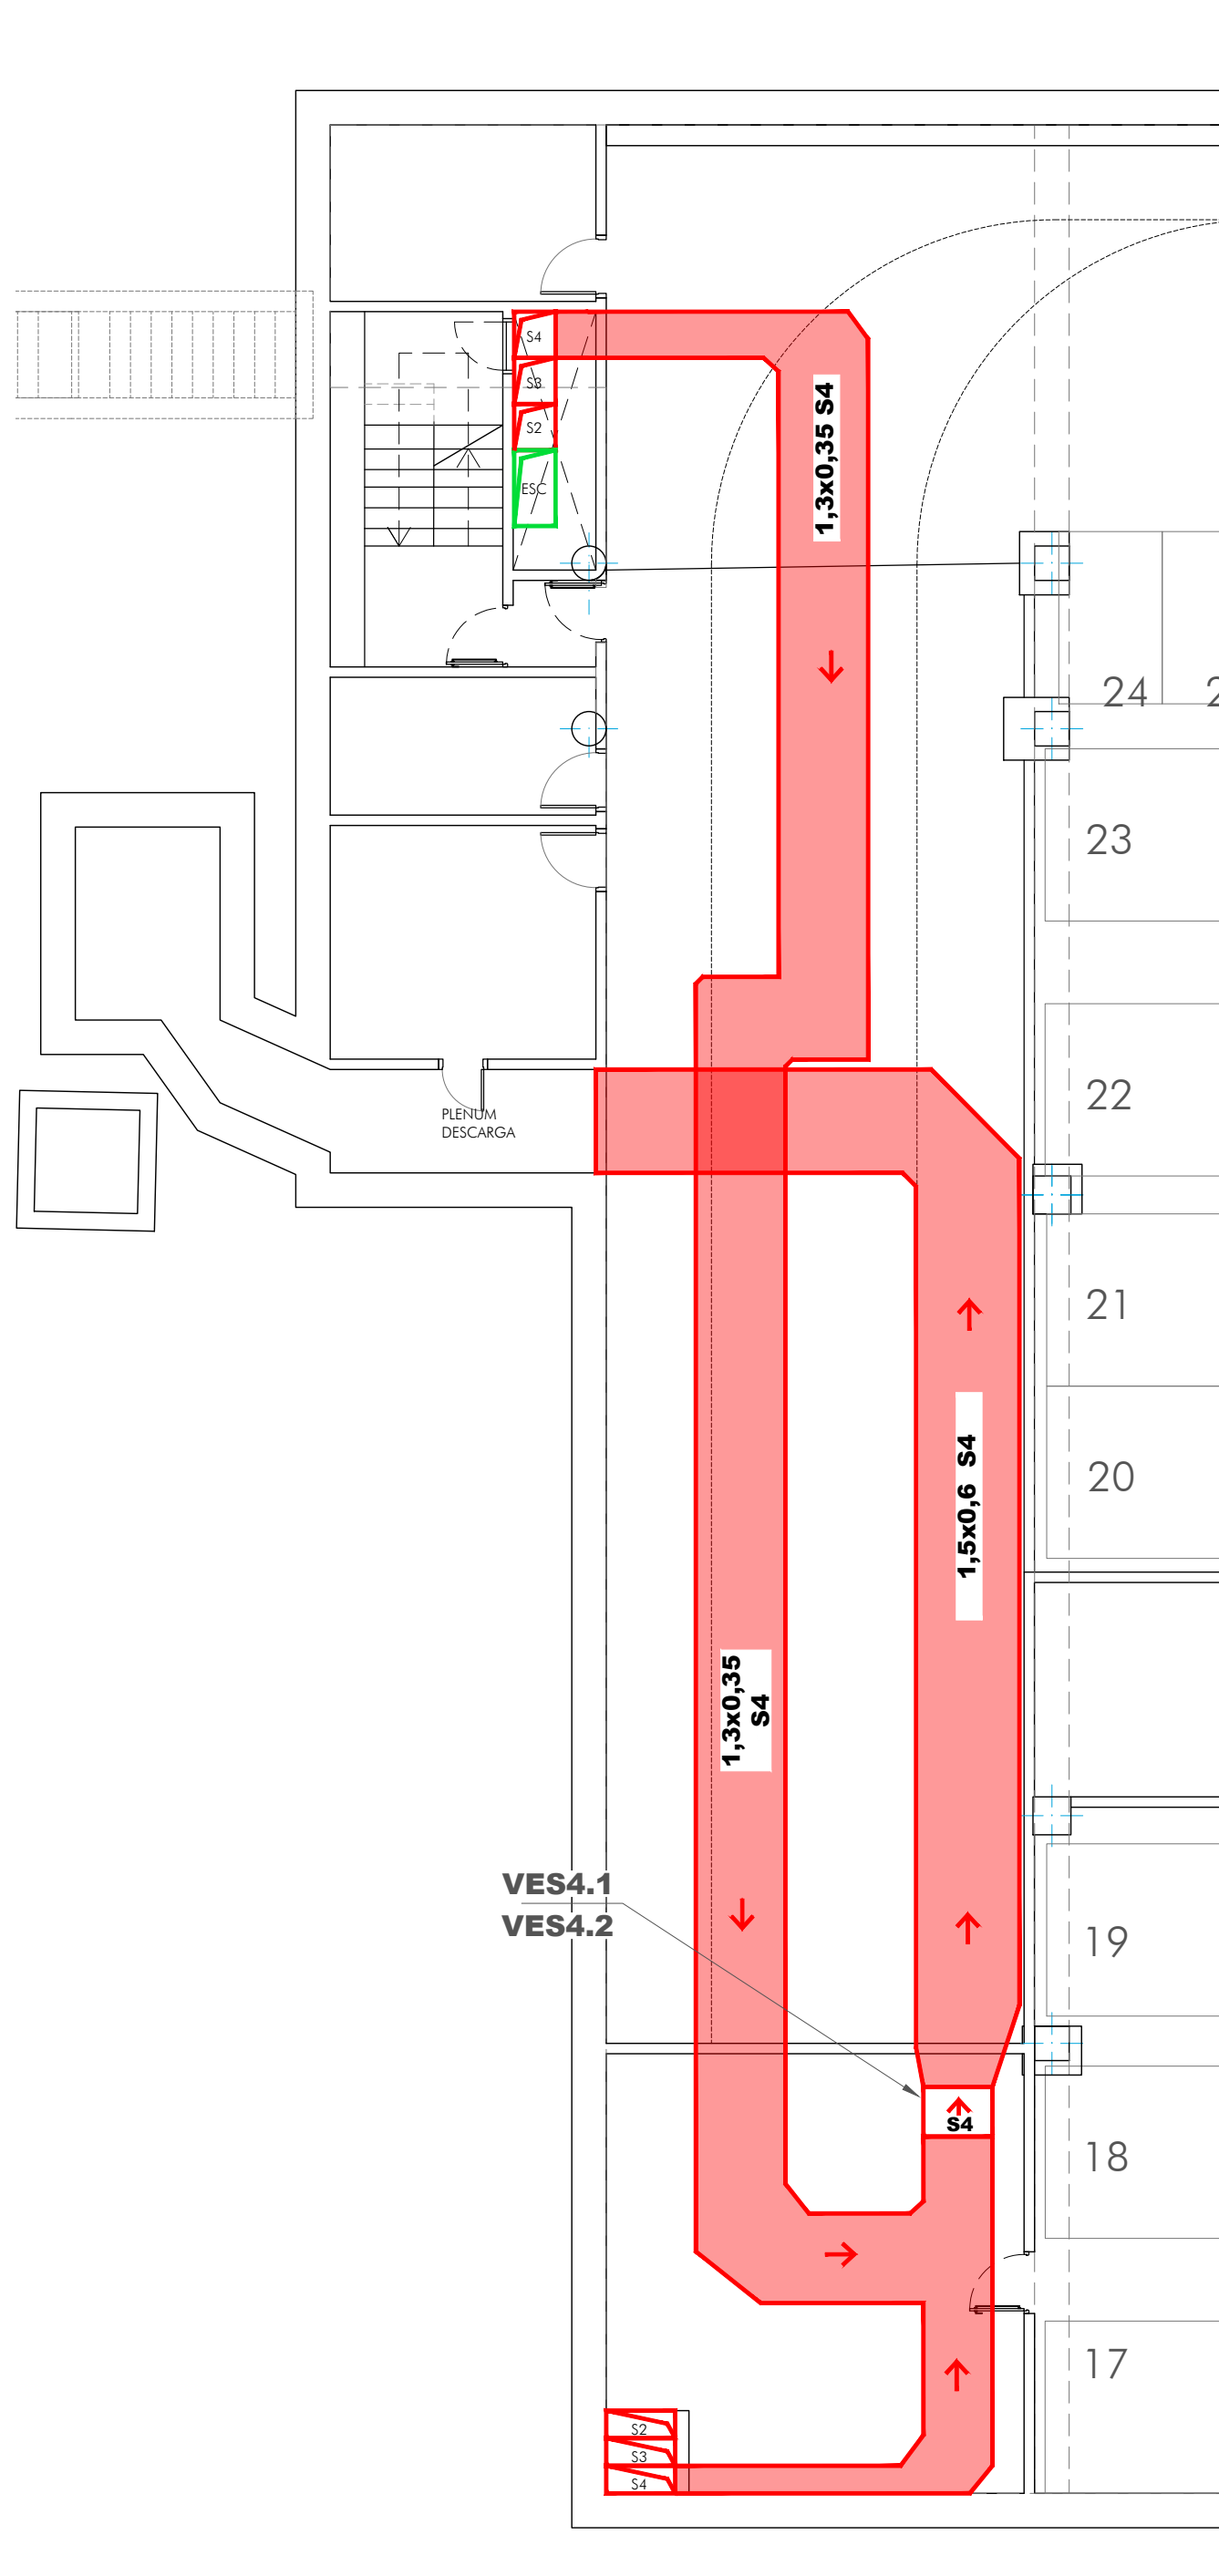 S4
S3
S2
ESC
1,3x0,35 S4
24
23
22
PLENUM
DESCARGA
21
20
1,5x0,6 S4
1,3x0,35
S4
VES4.1
VES4.2
19
S4
18
17
S2
S3
S4